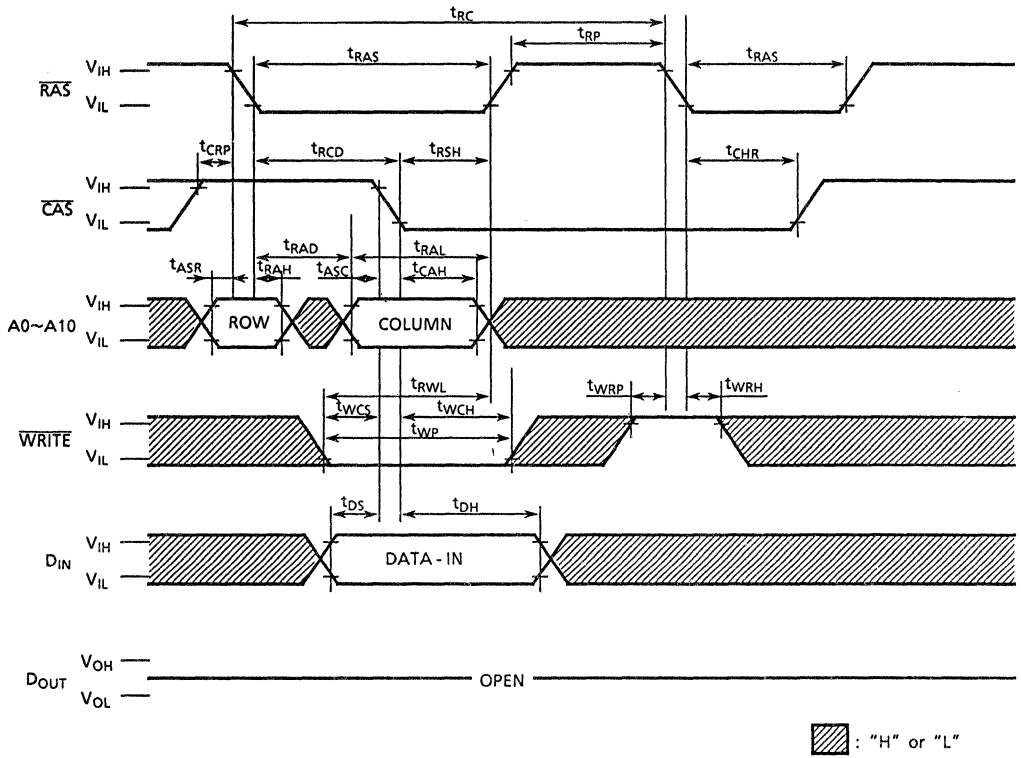 tRC
tRP
tRAS
tRAS
VIH
RAS
VIL
tCRP
tRCD
tRSH
tCHR
VIH
CAS
VIL
tRAD
tRAL
tASR
tRAH
tASC
tCAH
VIH
A0~A10
ROW
COLUMN
VIL
tRWL
tWRP
tWRH
tWCS
tWCH
VIH
tWP
WRITE
VIL
tDS
tDH
VIH
DIN
DATA-IN
VIL
VOH
DOUT
OPEN
VOL
: "H" or "L"